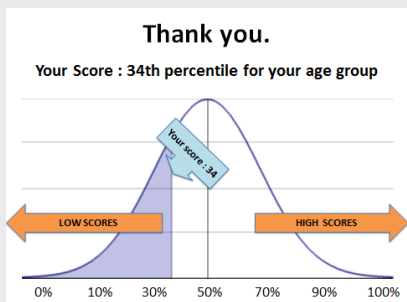 Thank you.
Your Score : 34th percentile for your age group
Your score : 34
LOW SCORES
HIGH SCORES
0% 10% 30% 50% 70% 90% 100%